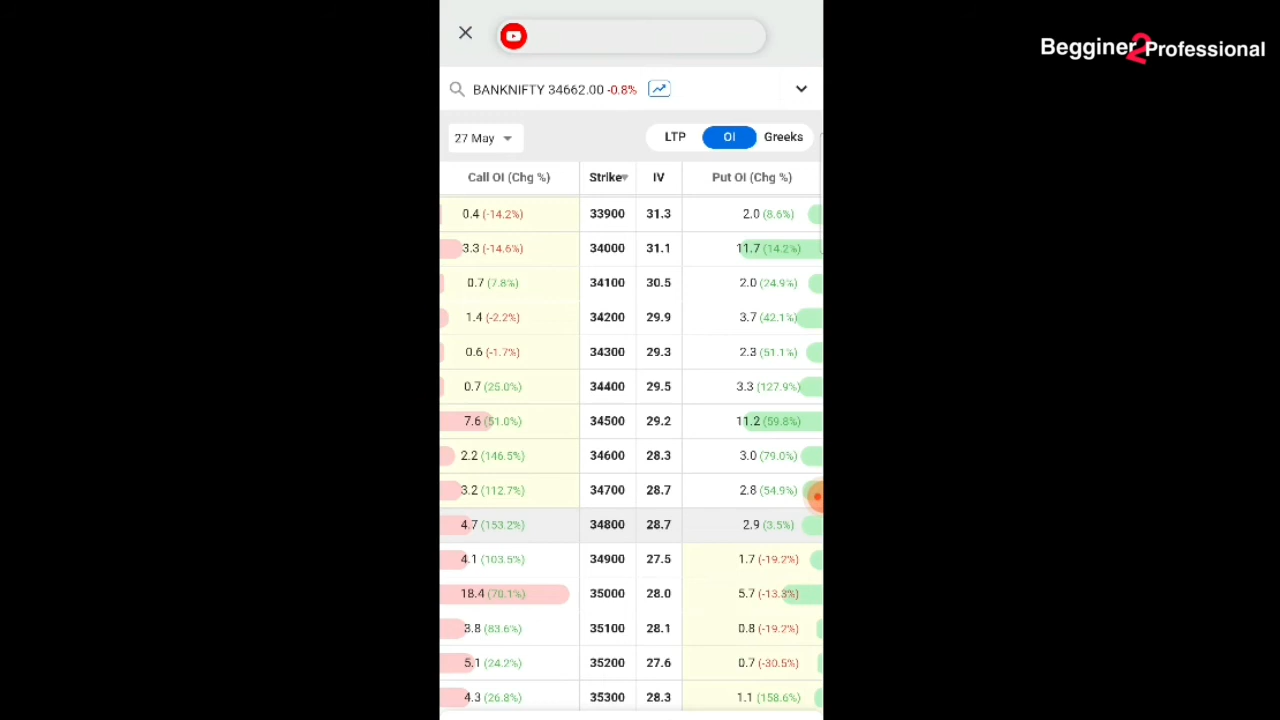 Begginer2Professional
BANKNIFTY 34662.00 -0.8%
27 May LTP OI Greeks
Call OI (Chg %) Strike IV Put OI (Chg %)
0.4 (-14.2%) 33900 31.3 2.0 (8.6%)
3.3 (-14.6%) 34000 31.1 11.7 (14.2%)
0.7 (7.8%) 34100 30.5 2.0 (24.9%)
1.4 (-2.2%) 34200 29.9 3.7 (42.1%)
0.6 (-1.7%) 34300 29.3 2.3 (51.1%)
0.7 (25.0%) 34400 29.5 3.3 (127.9%)
7.6 (51.0%) 34500 29.2 11.2 (59.8%)
2.2 (146.5%) 34600 28.3 3.0 (79.0%)
3.2 (112.7%) 34700 28.7 2.8 (54.9%)
4.7 (153.2%) 34800 28.7 2.9 (3.5%)
4.1 (103.5%) 34900 27.5 1.7 (-19.2%)
18.4 (70.1%) 35000 28.0 5.7 (-13.3%)
3.8 (83.6%) 35100 28.1 0.8 (-19.2%)
5.1 (24.2%) 35200 27.6 0.7 (-30.5%)
4.3 (26.8%) 35300 28.3 1.1 (158.6%)